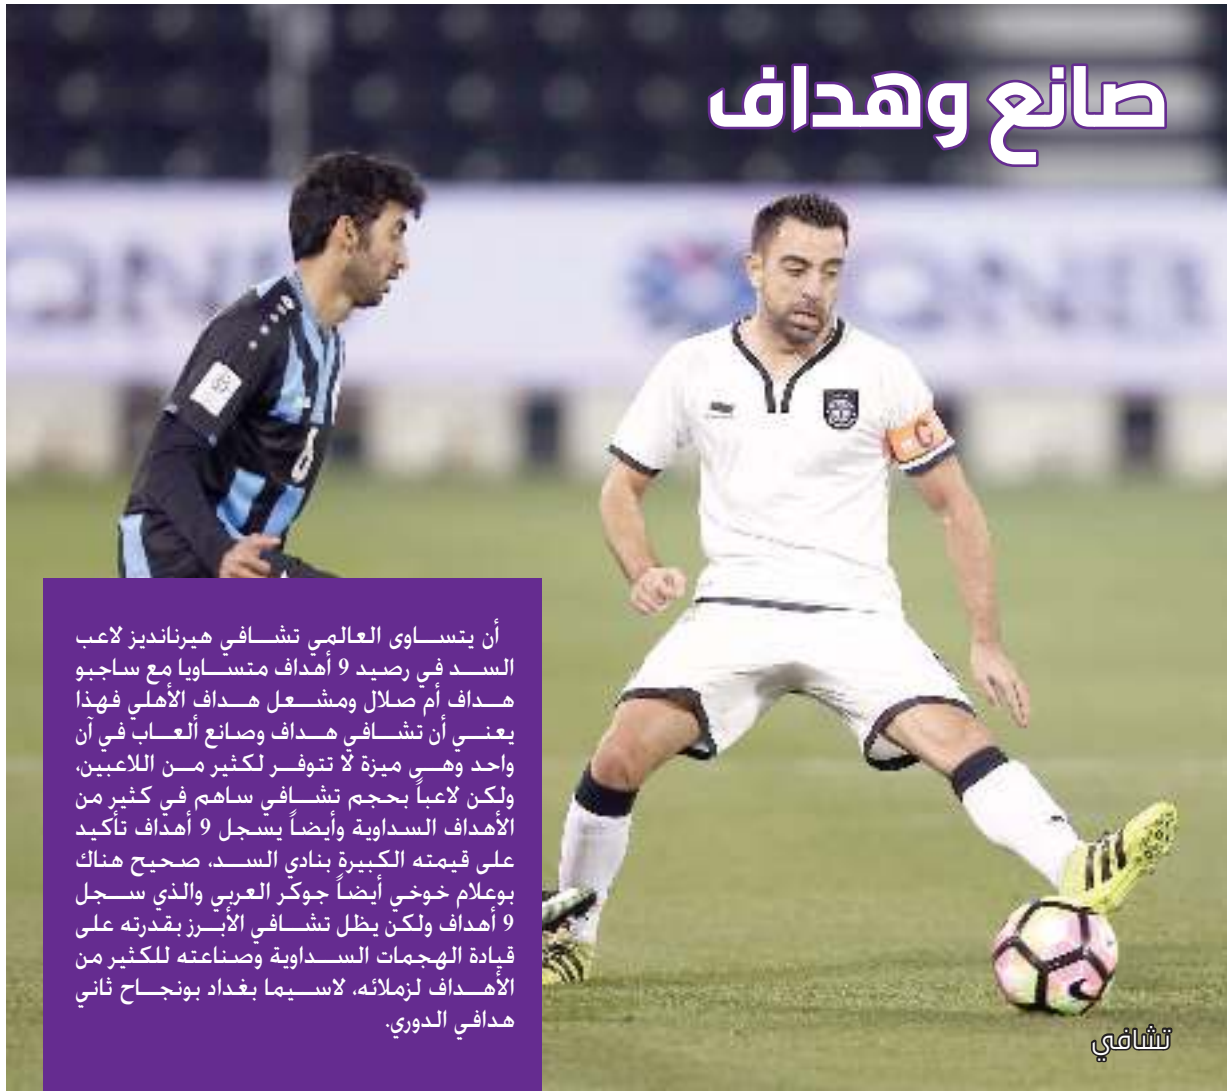 صانع وهداف
QNB
QNB
C
6
أن يتساوى العالمي تشافي هيرنانديز لاعب
السد في رصيد 9 أهداف متساويا مع ساجبو
هداف أم صلال ومشعل هداف الأهلي فهذا
يعني أن تشافي هداف وصانع ألعاب في آن
واحد وهي ميزة لا تتوفر لكثير من اللاعبين،
ولكن لاعباً بحجم تشافي ساهم في كثير من
الأهداف السداوية وأيضاً يسجل 9 أهداف تأكيد
على قيمته الكبيرة بنادي السد، صحيح هناك
بوعلام خوخي أيضاً جوكر العربي والذي سجل
9 أهداف ولكن يظل تشافي الأبرز بقدرته على
قيادة الهجمات السداوية وصناعته للكثير من
الأهداف لزملائه، لاسيما بغداد بونجاح ثاني
هدافي الدوري.
تشافي